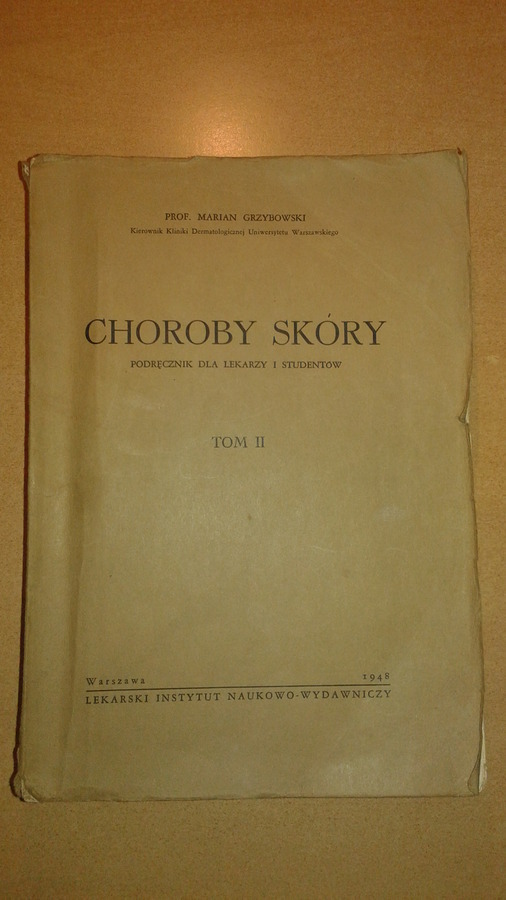 PROF. MARIAN GRZYBOWSKI
Kierownik Kliniki Dermatologicznej Uniwersytetu Warszawskiego
CHOROBY SKÓRY
PODRĘCZNIK DLA LEKARZY I STUDENTÓW
TOM II
Warszawa 1948
LEKARSKI INSTYTUT NAUKOWO-WYDAWNICZY